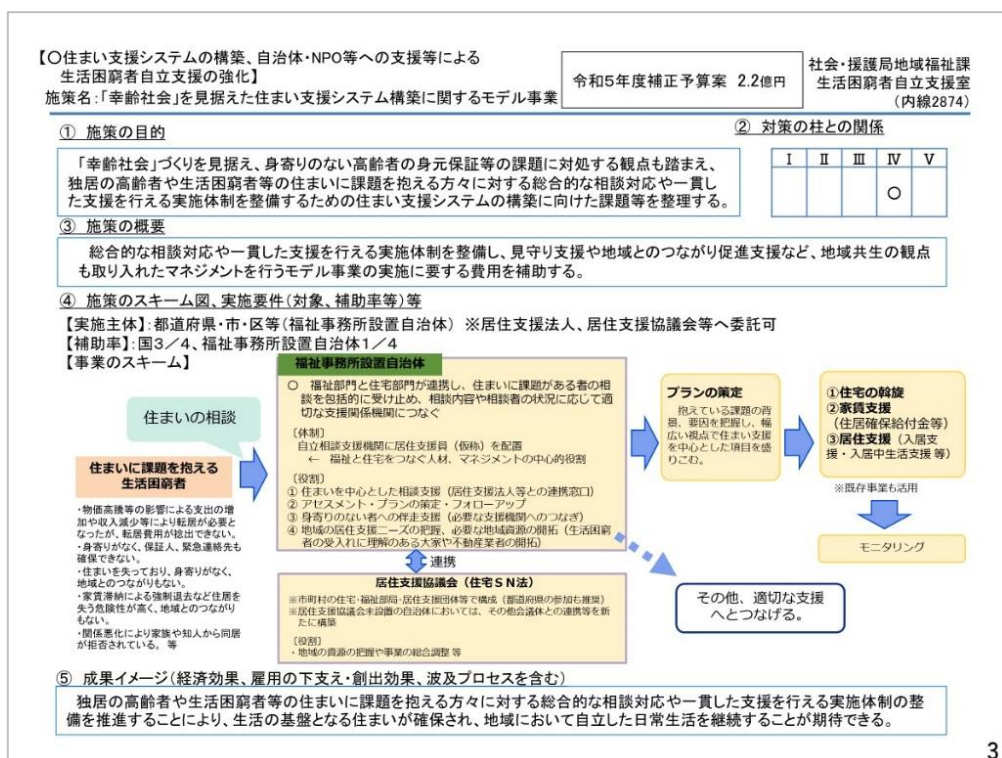 【○住まい支援システムの構築、自治体・NPO等への支援等による
生活困窮者自立支援の強化】
施策名:「幸齢社会」を見据えた住まい支援システム構築に関するモデル事業
令和5年度補正予算案 2.2億円
社会・援護局地域福祉課
生活困窮者自立支援室
(内線2874)
① 施策の目的
「幸齢社会」づくりを見据え、身寄りのない高齢者の身元保証等の課題に対処する観点も踏まえ、
独居の高齢者や生活困窮者等の住まいに課題を抱える方々に対する総合的な相談対応や一貫し
た支援を行える実施体制を整備するための住まい支援システムの構築に向けた課題等を整理する。
② 対策の柱との関係
Ⅰ Ⅱ Ⅲ Ⅳ Ⅴ
○
③ 施策の概要
総合的な相談対応や一貫した支援を行える実施体制を整備し、見守り支援や地域とのつながり促進支援など、地域共生の観点
も取り入れたマネジメントを行うモデル事業の実施に要する費用を補助する。
④ 施策のスキーム図、実施要件(対象、補助率等)等
【実施主体】:都道府県・市・区等(福祉事務所設置自治体) ※居住支援法人、居住支援協議会等へ委託可
【補助率】:国3/4、福祉事務所設置自治体1/4
【事業のスキーム】
住まいの相談
住まいに課題を抱える
生活困窮者
・物価高騰等の影響による支出の増
加や収入減少等により転居が必要と
なったが、転居費用が捻出できない。
・身寄りがなく、保証人、緊急連絡先も
確保できない。
・住まいを失っており、身寄りがなく、
地域とのつながりもない。
・家賃滞納による強制退去など住居を
失う危険性が高く、地域とのつながり
もない。
・関係悪化により家族や知人から同居
が拒否されている。 等
福祉事務所設置自治体
○ 福祉部門と住宅部門が連携し、住まいに課題がある者の相
談を包括的に受け止め、相談内容や相談者の状況に応じて適
切な支援関係機関につなぐ
〔体制〕
自立相談支援機関に居住支援員(仮称)を配置
← 福祉と住宅をつなぐ人材、マネジメントの中心的役割
〔役割〕
① 住まいを中心とした相談支援(居住支援法人等との連携窓口)
② アセスメント・プランの策定・フォローアップ
③ 身寄りのない者への伴走支援(必要な支援機関へのつなぎ)
④ 地域の居住支援ニーズの把握、必要な地域資源の開拓(生活困窮
者の受入れに理解のある大家や不動産業者の開拓)
連携
居住支援協議会(住宅SN法)
※市町村の住宅・福祉部局・居住支援団体等で構成(都道府県の参加も推奨)
※居住支援協議会未設置の自治体においては、その他会議体との連携等を新
たに構築
〔役割〕
・地域の資源の把握や事業の総合調整 等
プランの策定
抱えている課題の背
景、要因を把握し、幅
広い視点で住まい支援
を中心とした項目を盛
りこむ。
①住宅の斡旋
②家賃支援
(住居確保給付金等)
③居住支援(入居支
援・入居中生活支援 等)
※既存事業も活用
モニタリング
その他、適切な支援
へとつなげる。
⑤ 成果イメージ(経済効果、雇用の下支え・創出効果、波及プロセスを含む)
独居の高齢者や生活困窮者等の住まいに課題を抱える方々に対する総合的な相談対応や一貫した支援を行える実施体制の整
備を推進することにより、生活の基盤となる住まいが確保され、地域において自立した日常生活を継続することが期待できる。
3